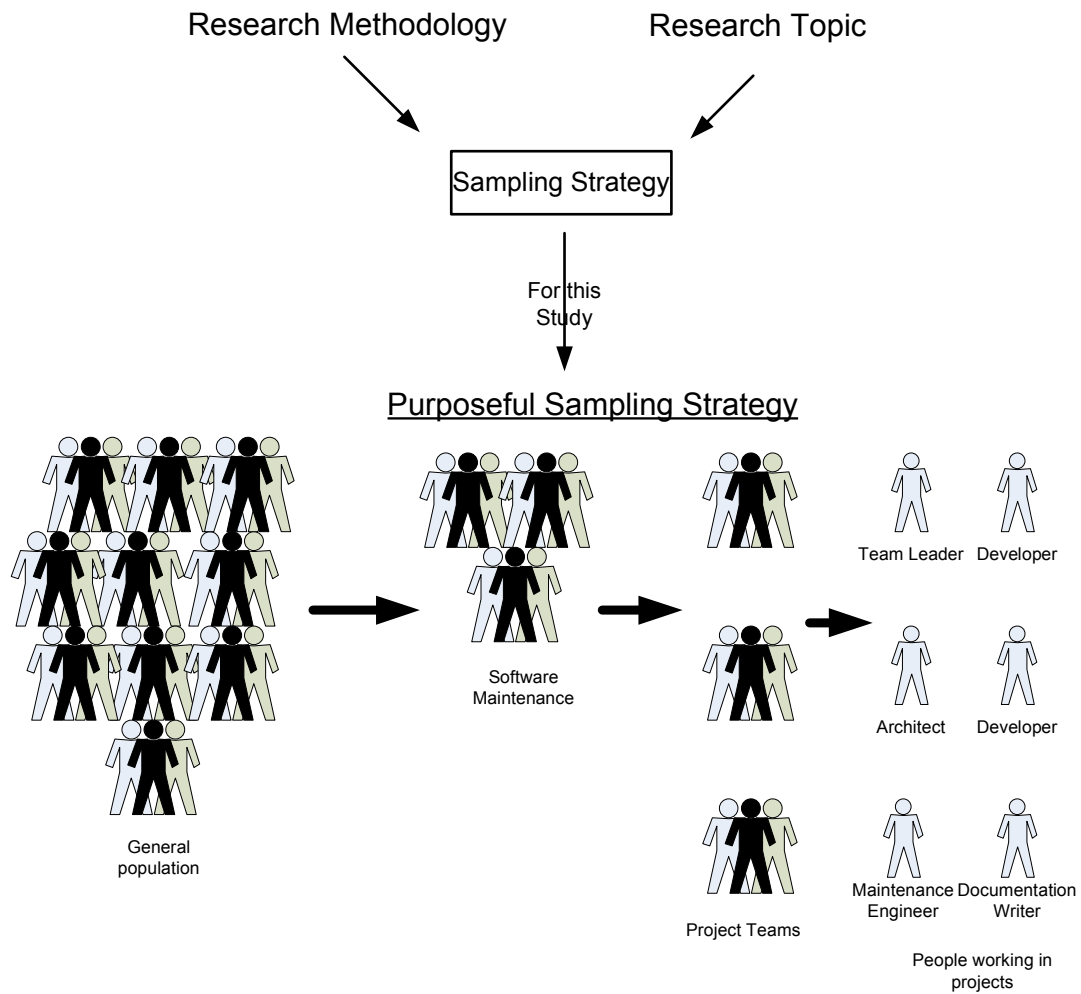 Research Methodology
Research Topic
Sampling Strategy
For this
Study
Purposeful Sampling Strategy
Team Leader
Developer
Software
Maintenance
Architect
Developer
General
population
Maintenance
Engineer
Documentation
Writer
Project Teams
People working in
projects